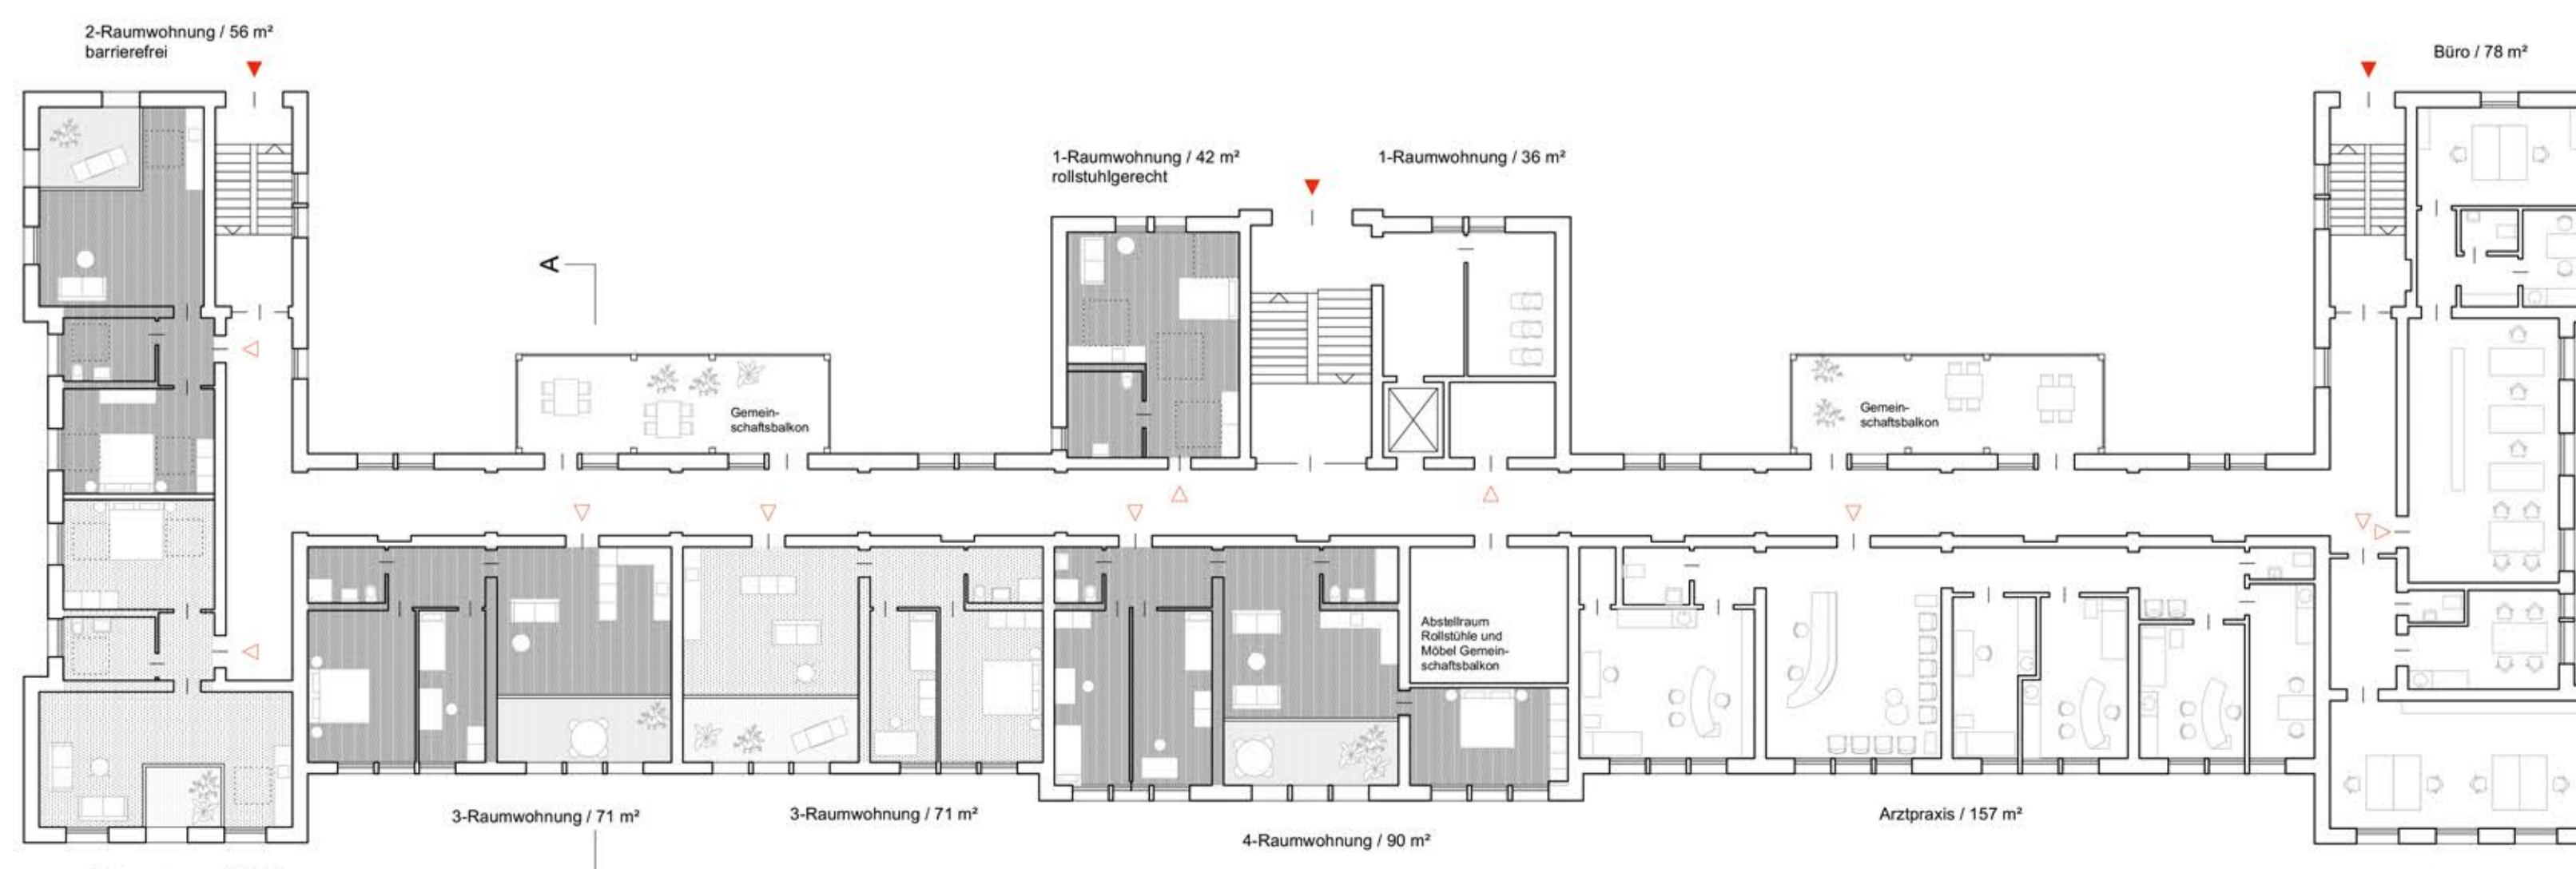 2-Raumwohnung / 56 m²
barrierefrei
Büro / 78 m²
1-Raumwohnung / 42 m²
rollstuhlgerecht
1-Raumwohnung / 36 m²
A
Gemein-
schaftsbalkon
Gemein-
schaftsbalkon
Abstellraum
Rollstühle und
Möbel Gemein-
schaftsbalkon
3-Raumwohnung / 71 m²
3-Raumwohnung / 71 m²
4-Raumwohnung / 90 m²
Arztpraxis / 157 m²